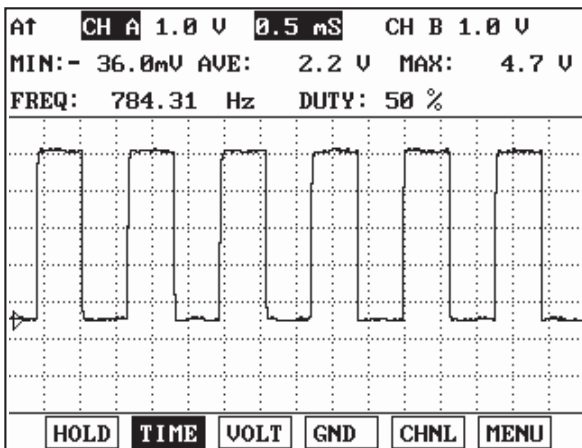 A↑ CH A 1.0 V 0.5 mS CH B 1.0 V
MIN:- 36.0mV AVE: 2.2 V MAX: 4.7 V
FREQ: 784.31 Hz DUTY: 50 %
HOLD TIME VOLT GND CHNL MENU